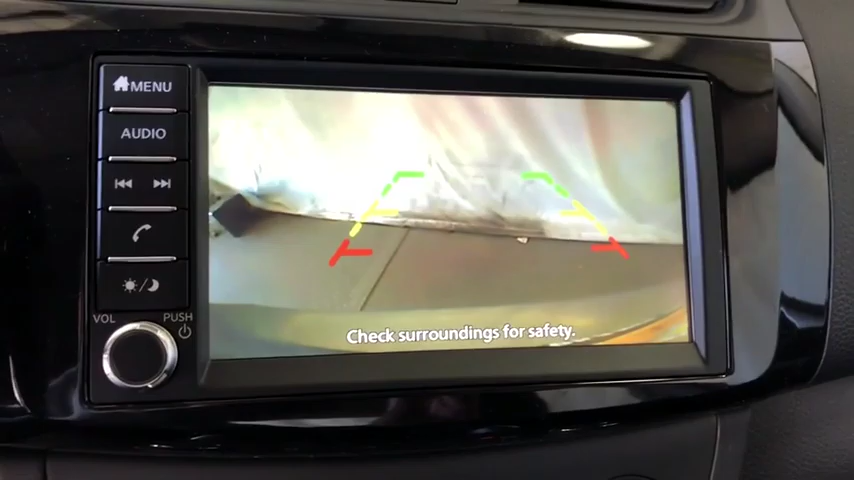 MENU
AUDIO
VOL
PUSH
Check surroundings for safety.